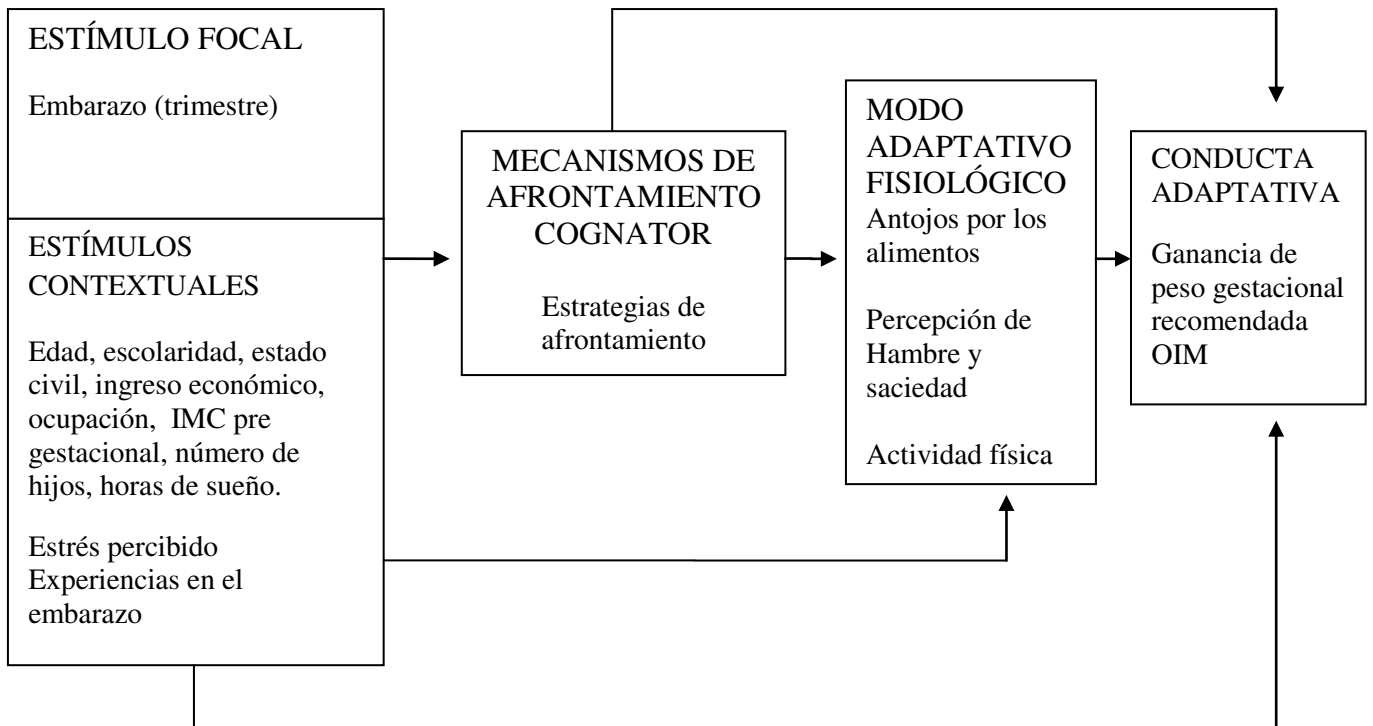 ESTÍMULO FOCAL
Embarazo (trimestre)
ESTÍMULOS
CONTEXTUALES
Edad, escolaridad, estado
civil, ingreso económico,
ocupación, IMC pre
gestacional, número de
hijos, horas de sueño.
Estrés percibido
Experiencias en el
embarazo
MECANISMOS DE
AFRONTAMIENTO
COGNATOR
Estrategias de
afrontamiento
MODO
ADAPTATIVO
FISIOLÓGICO
Antojos por los
alimentos
Percepción de
Hambre y
saciedad
Actividad física
CONDUCTA
ADAPTATIVA
Ganancia de
peso gestacional
recomendada
OIM